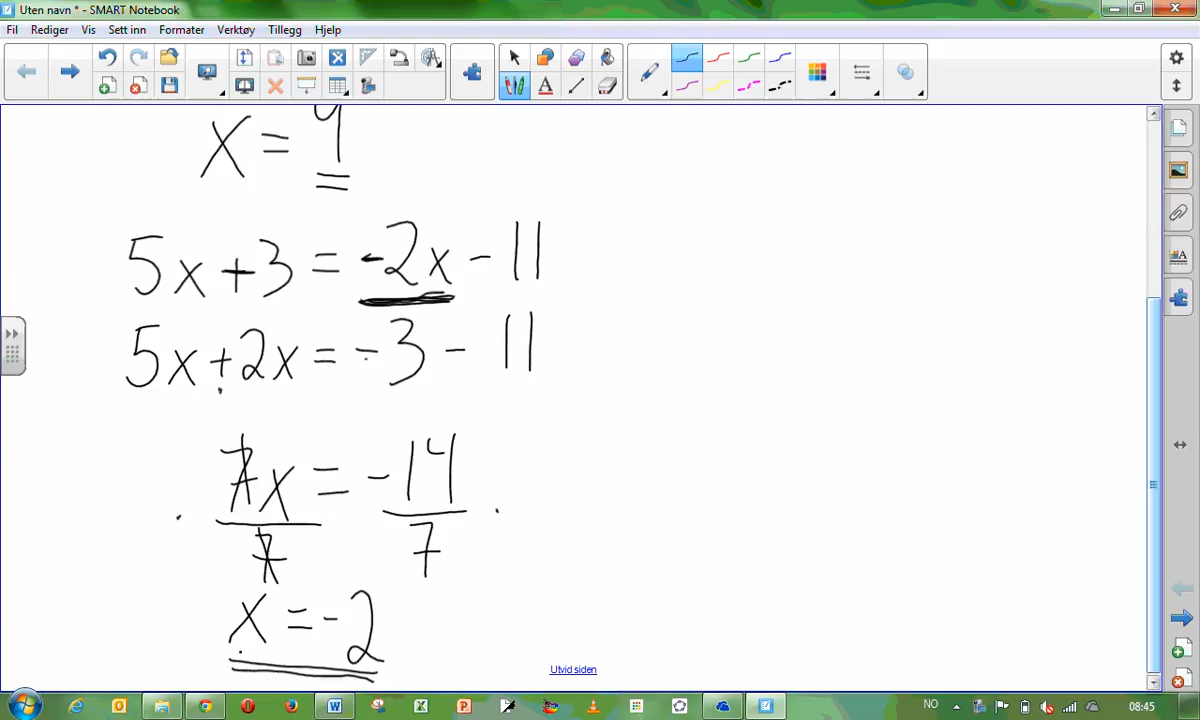 Uten navn * - SMART Notebook
Fil Rediger Vis Sett inn Formater Verktøy Tillegg Hjelp
x = 4
5x + 3 = -2x - 11
5x + 2x = -3 - 11
7x = -14
7 7
x = -2
Utvid siden
NO 08:45